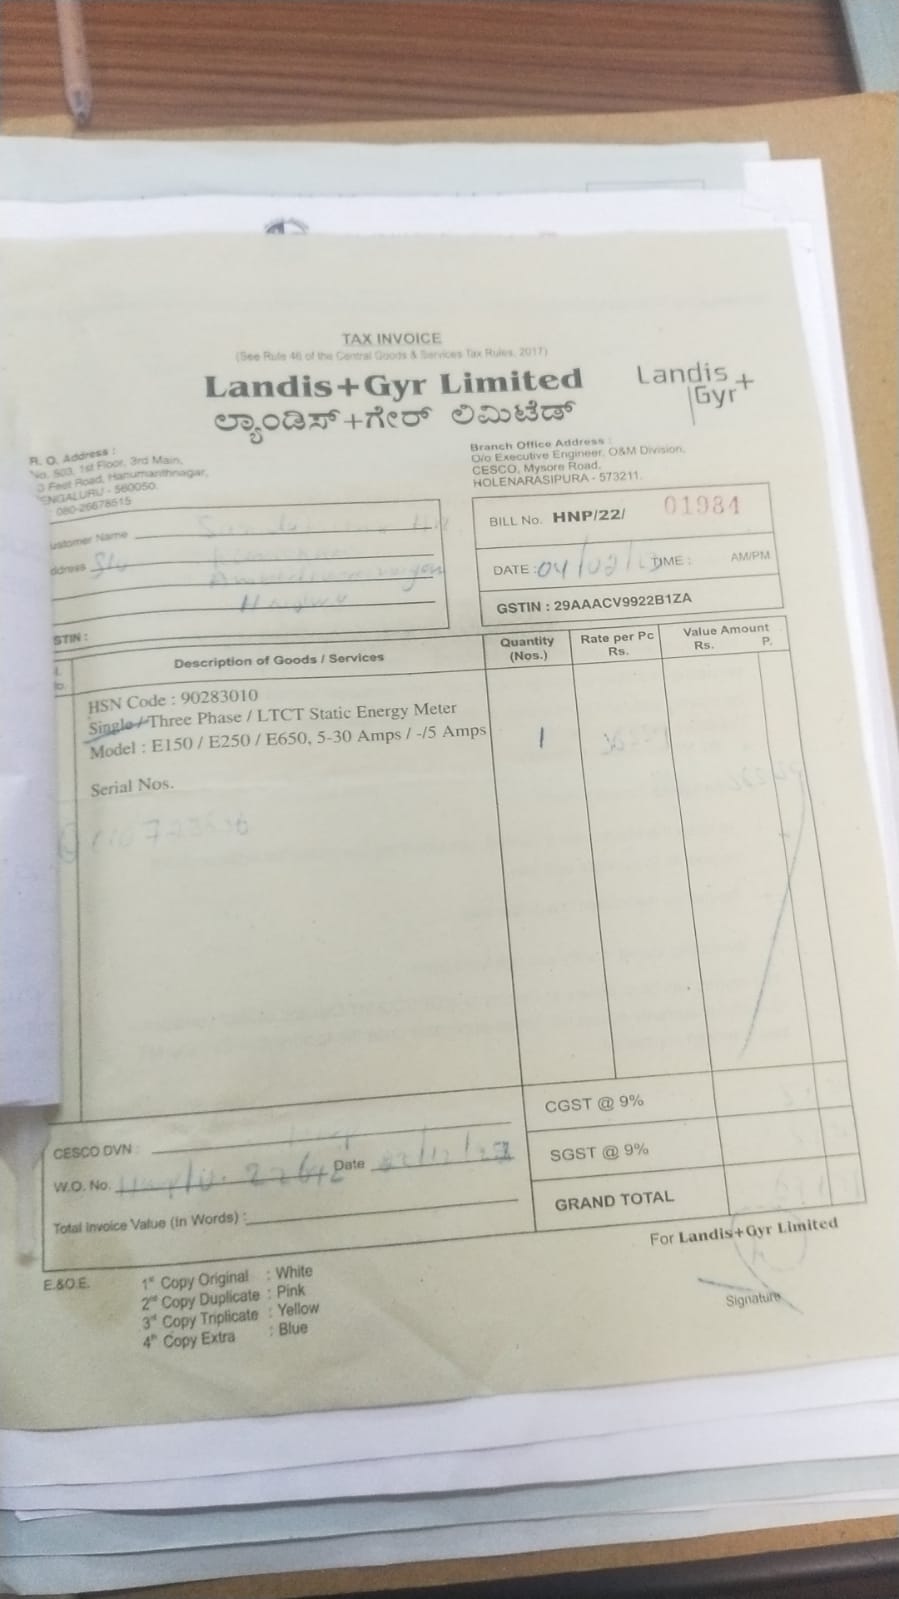 TAX INVOICE
(See Rule 46 of the Central Goods & Services Tax Rules, 2017)
Landis+Gyr Limited
ಲ್ಯಾಂಡಿಸ್+ಗೇರ್ ಲಿಮಿಟೆಡ್
Landis
Gyr+
R. O. Address :
No. 503, 1st Floor, 3rd Main,
Feet Road, Hanumanthnagar,
ENGALURU - 560050.
: 080-26678515
Branch Office Address :
O/o Executive Engineer, O&M Division,
CESCO, Mysore Road,
HOLENARASIPURA - 573211.
ustomer Name
ddress S/o
STIN :
BILL No. HNP/22/ 01984
DATE : 04/02/ TIME : AM/PM
GSTIN : 29AAACV9922B1ZA
Description of Goods / Services
Quantity (Nos.)
Rate per Pc Rs.
Value Amount Rs. P.
HSN Code : 90283010
Single / Three Phase / LTCT Static Energy Meter
Model : E150 / E250 / E650, 5-30 Amps / -/5 Amps
1
Serial Nos.
CGST @ 9%
SGST @ 9%
GRAND TOTAL
CESCO DVN :
W.O. No. Date
Total Invoice Value (In Words) :
For Landis+Gyr Limited
Signature
E.&O.E.
1st Copy Original : White
2nd Copy Duplicate : Pink
3rd Copy Triplicate : Yellow
4th Copy Extra : Blue